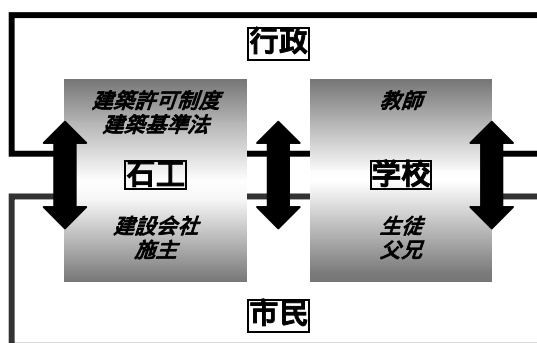 行政
建築許可制度
建築基準法
教師
石工
学校
建設会社
施主
生徒
父兄
市民